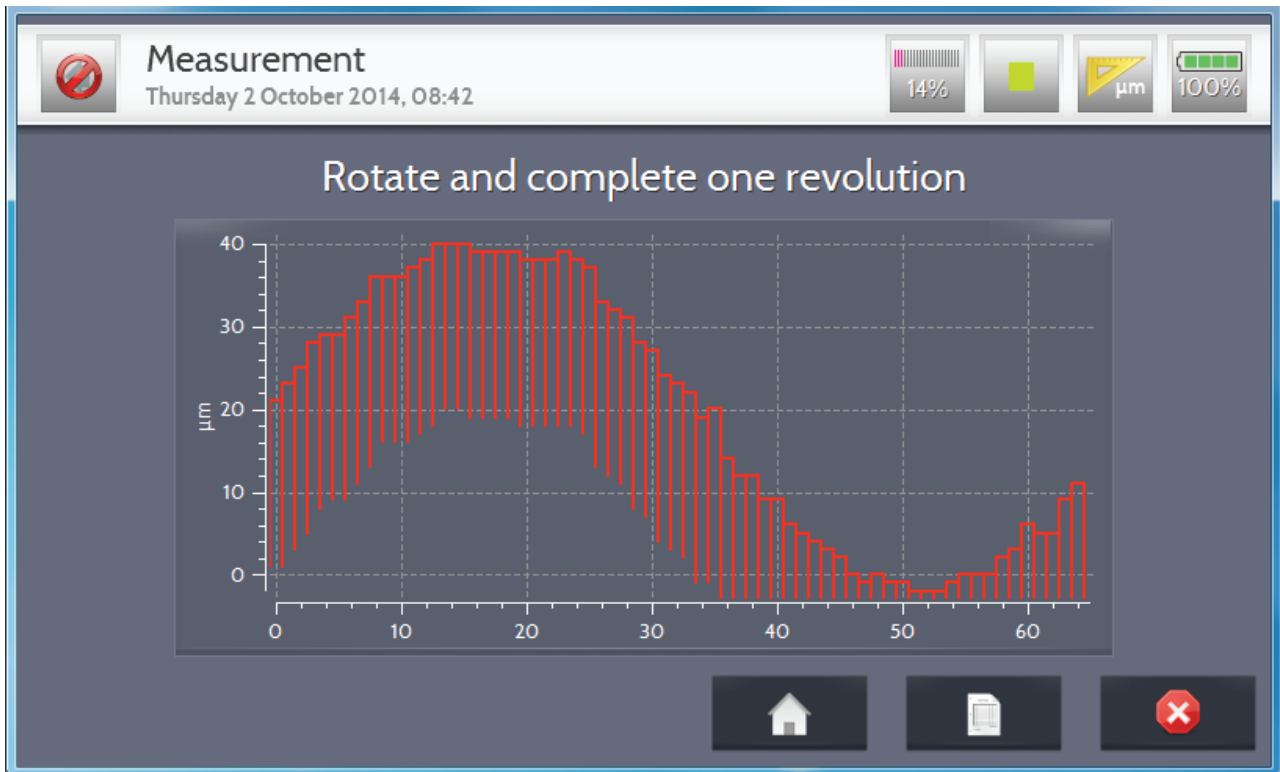 Measurement
Thursday 2 October 2014, 08:42
14%
µm
100%
Rotate and complete one revolution
40
30
20
10
0
µm
0 10 20 30 40 50 60